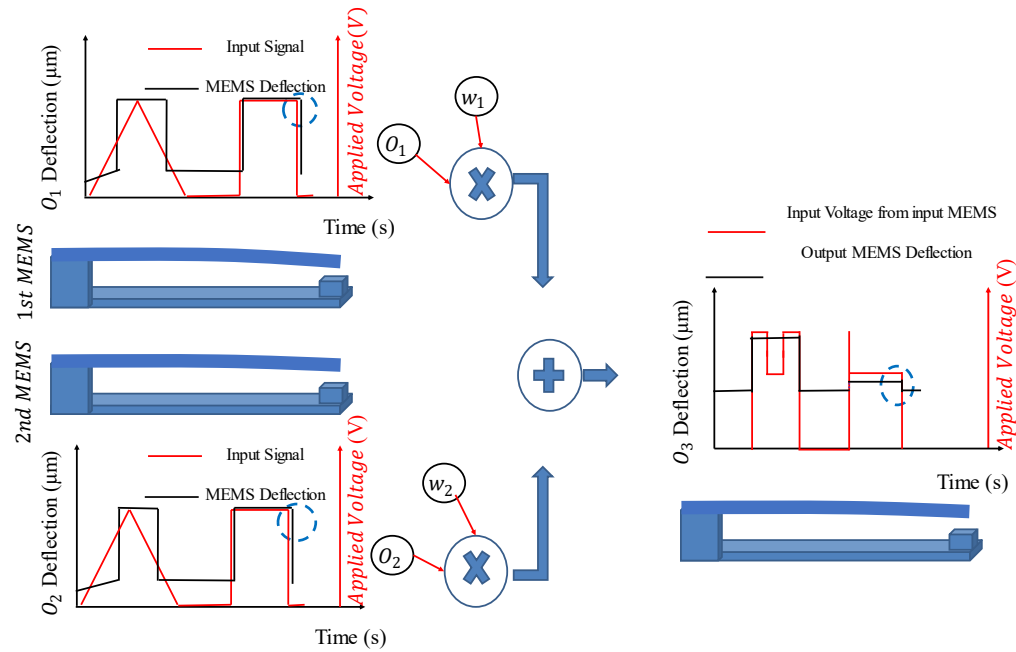 Input Signal
MEMS Deflection
O₁ Deflection (μm)
Applied Voltage(V)
Time (s)
w₁
O₁
1st MEMS
2nd MEMS
Input Signal
MEMS Deflection
O₂ Deflection (μm)
Applied Voltage (V)
Time (s)
w₂
O₂
Input Voltage from input MEMS
Output MEMS Deflection
O₃ Deflection (μm)
Applied Voltage (V)
Time (s)